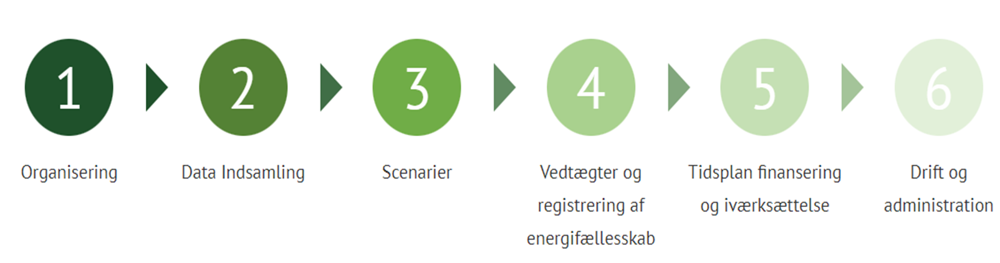 1
2
3
4
5
6
Organisering
Data Indsamling
Scenarier
Vedtægter og
registrering af
energifællesskab
Tidsplan finansering
og iværksættelse
Drift og
administration